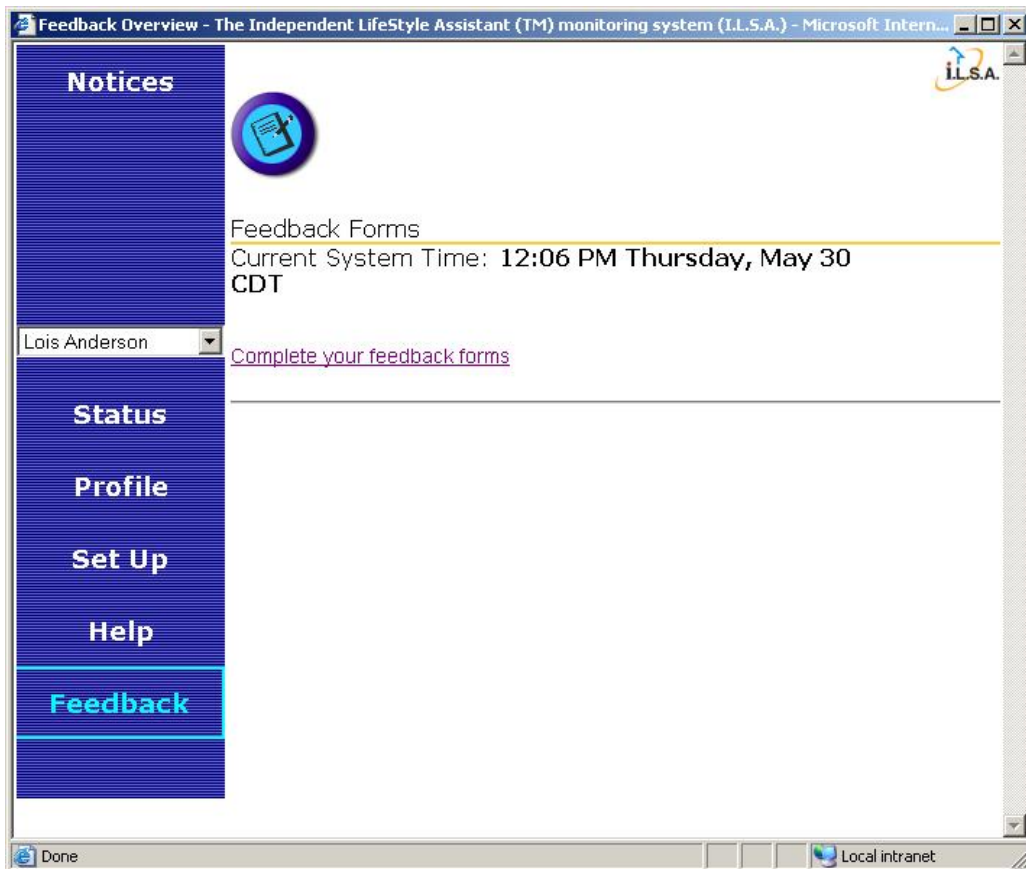 Feedback Overview - The Independent LifeStyle Assistant (TM) monitoring system (I.L.S.A.) - Microsoft Intern...
Notices
i.L.S.A.
Feedback Forms
Current System Time: 12:06 PM Thursday, May 30
CDT
Lois Anderson
Complete your feedback forms
Status
Profile
Set Up
Help
Feedback
Done
Local intranet